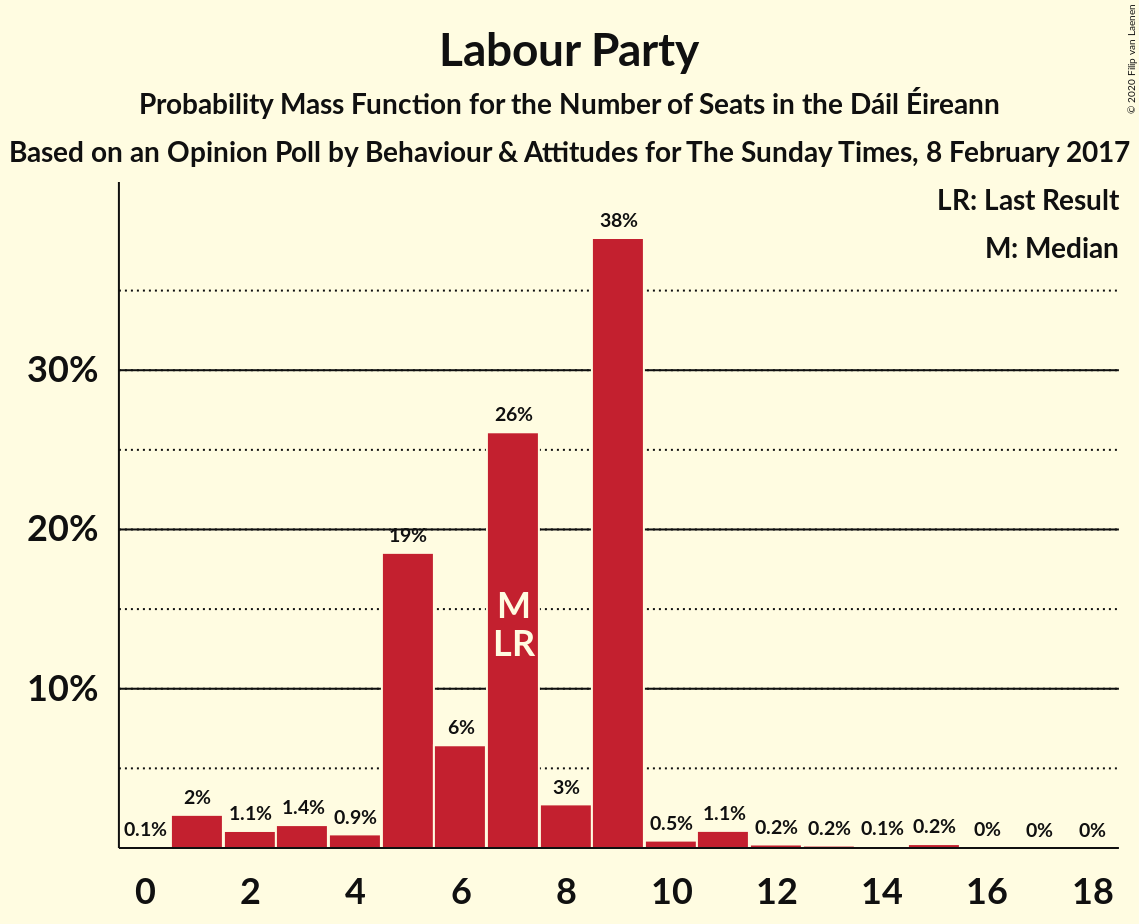 Labour Party
Probability Mass Function for the Number of Seats in the Dáil Éireann
Based on an Opinion Poll by Behaviour & Attitudes for The Sunday Times, 8 February 2017
© 2020 Filip van Laenen
LR: Last Result
M: Median
38%
30%
26%
20%
19%
M
LR
10%
6%
3%
2%
1.4%
1.1%
0.9%
0.1%
0.5%
1.1%
0.2%
0.2%
0.1%
0.2%
0%
0%
0%
0 2 4 6 8 10 12 14 16 18